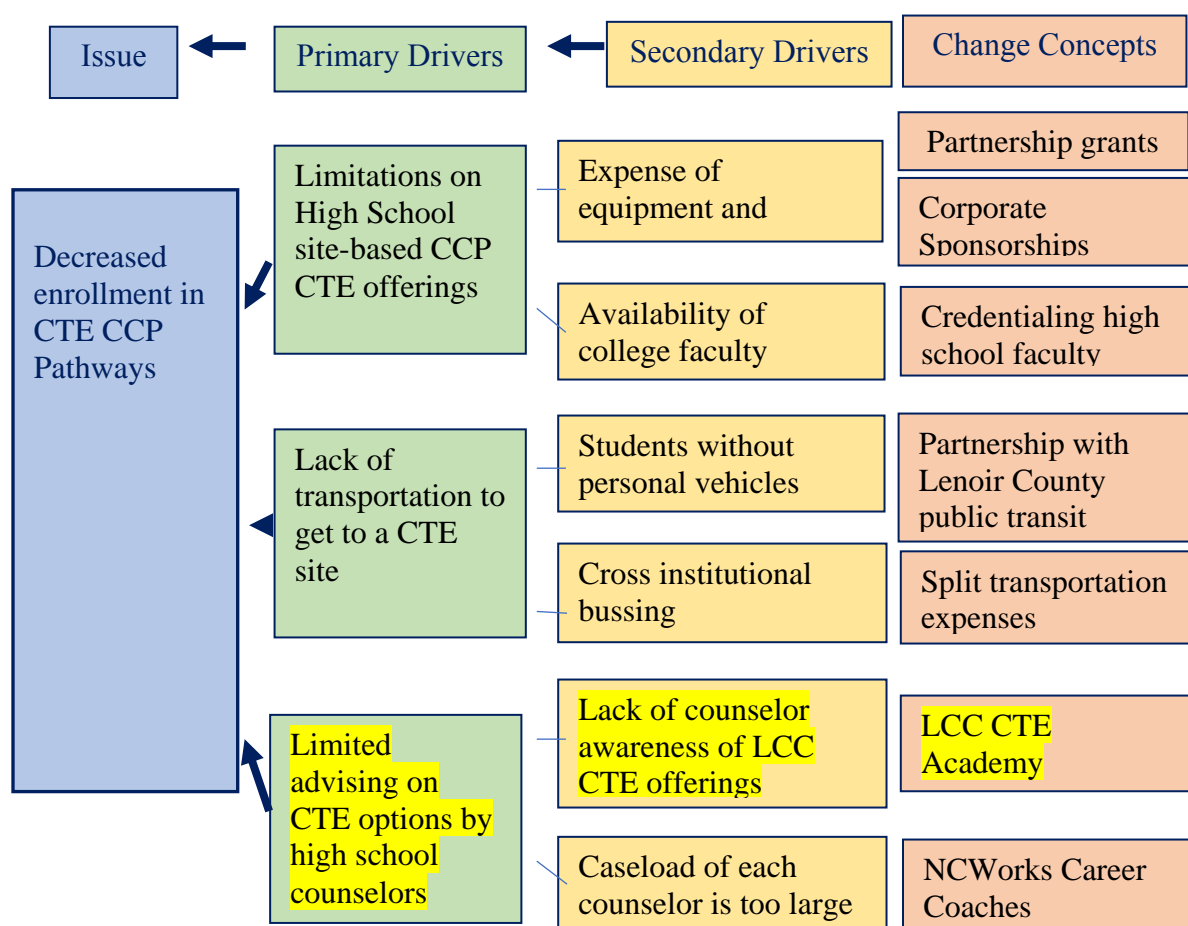 Issue
Primary Drivers
Secondary Drivers
Change Concepts
Decreased
enrollment in
CTE CCP
Pathways
Limitations on
High School
site-based CCP
CTE offerings
Expense of
equipment and
Partnership grants
Corporate
Sponsorships
Availability of
college faculty
Credentialing high
school faculty
Lack of
transportation to
get to a CTE
site
Students without
personal vehicles
Partnership with
Lenoir County
public transit
Cross institutional
bussing
Split transportation
expenses
Limited
advising on
CTE options by
high school
counselors
Lack of counselor
awareness of LCC
CTE offerings
LCC CTE
Academy
Caseload of each
counselor is too large
NCWorks Career
Coaches